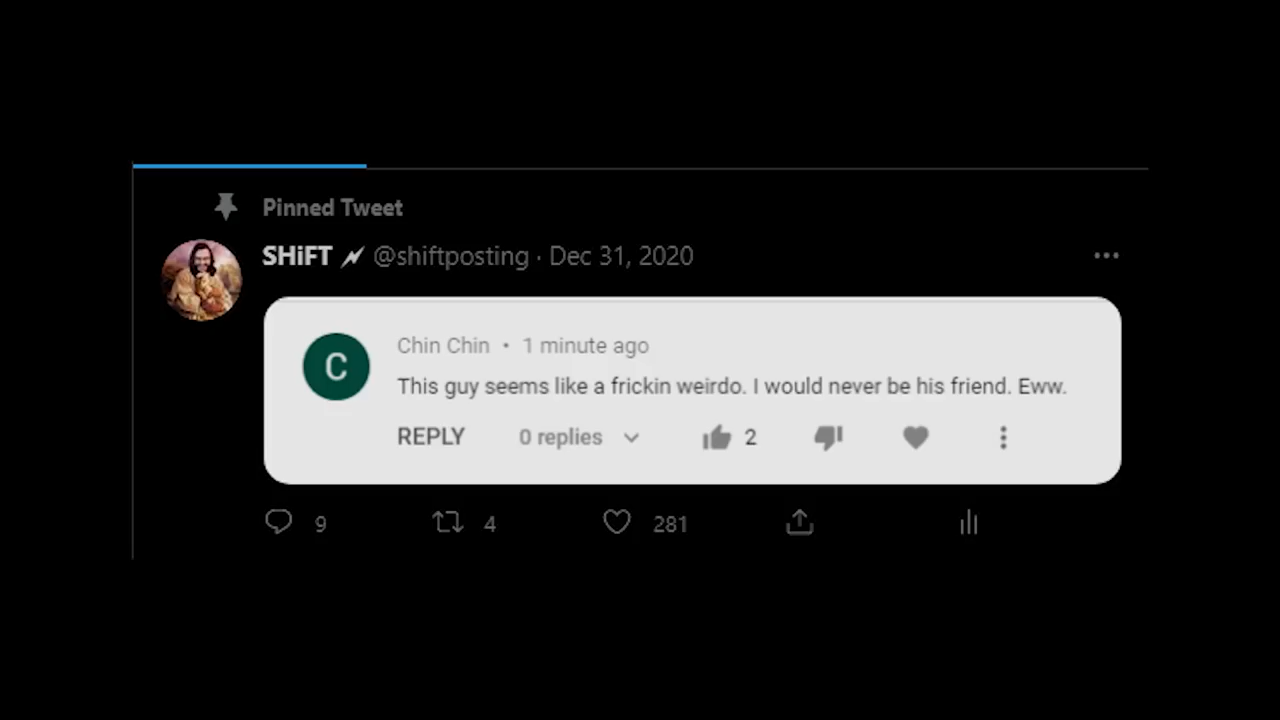 Pinned Tweet
SHiFT @shiftposting · Dec 31, 2020
C
Chin Chin • 1 minute ago
This guy seems like a frickin weirdo. I would never be his friend. Eww.
REPLY 0 replies 2
9 4 281